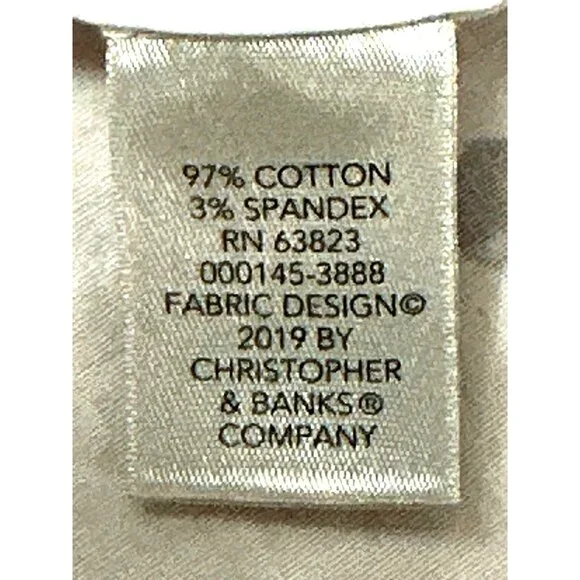 97% COTTON
3% SPANDEX
RN 63823
000145-3888
FABRIC DESIGN©
2019 BY
CHRISTOPHER
& BANKS®
COMPANY